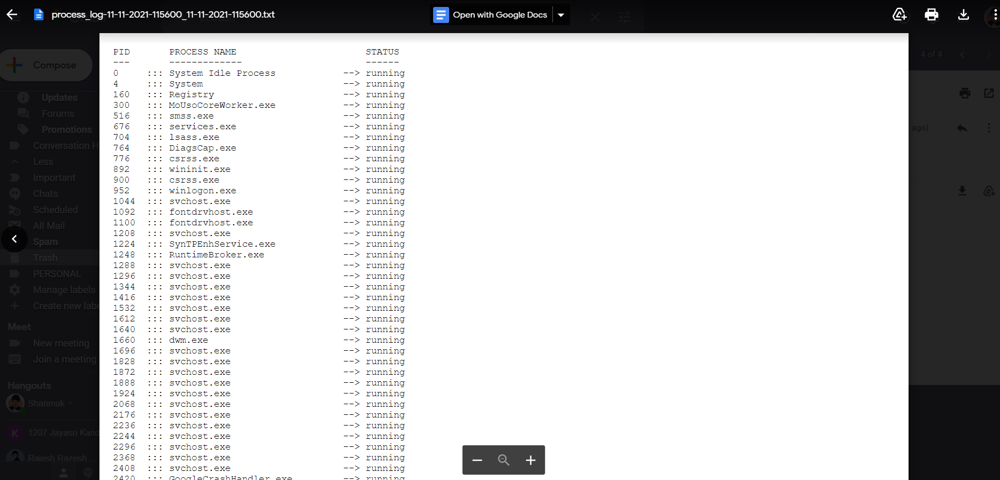 process_log-11-11-2021-115600_11-11-2021-115600.txt
Open with Google Docs
4 of 4
Compose
Updates
Forums
Promotions
Conversation H
Less
Important
Chats
Scheduled
All Mail
Spam
Trash
PERSONAL
Manage labels
Create new labe
Meet
New meeting
Join a meeting
Hangouts
Shanmuk
K 1207 Jayasri Kand
Rajesh Razesh
ago)
PID PROCESS NAME STATUS
--- ------------- ------
0 ::: System Idle Process --> running
4 ::: System --> running
160 ::: Registry --> running
300 ::: MoUsoCoreWorker.exe --> running
516 ::: smss.exe --> running
676 ::: services.exe --> running
704 ::: lsass.exe --> running
764 ::: DiagsCap.exe --> running
776 ::: csrss.exe --> running
892 ::: wininit.exe --> running
900 ::: csrss.exe --> running
952 ::: winlogon.exe --> running
1044 ::: svchost.exe --> running
1092 ::: fontdrvhost.exe --> running
1100 ::: fontdrvhost.exe --> running
1208 ::: svchost.exe --> running
1224 ::: SynTPEnhService.exe --> running
1248 ::: RuntimeBroker.exe --> running
1288 ::: svchost.exe --> running
1296 ::: svchost.exe --> running
1344 ::: svchost.exe --> running
1416 ::: svchost.exe --> running
1532 ::: svchost.exe --> running
1612 ::: svchost.exe --> running
1640 ::: svchost.exe --> running
1660 ::: dwm.exe --> running
1696 ::: svchost.exe --> running
1828 ::: svchost.exe --> running
1872 ::: svchost.exe --> running
1888 ::: svchost.exe --> running
1924 ::: svchost.exe --> running
2068 ::: svchost.exe --> running
2176 ::: svchost.exe --> running
2236 ::: svchost.exe --> running
2244 ::: svchost.exe --> running
2296 ::: svchost.exe --> running
2368 ::: svchost.exe --> running
2408 ::: svchost.exe --> running
2420 ::: GoogleCrashHandler.exe --> running